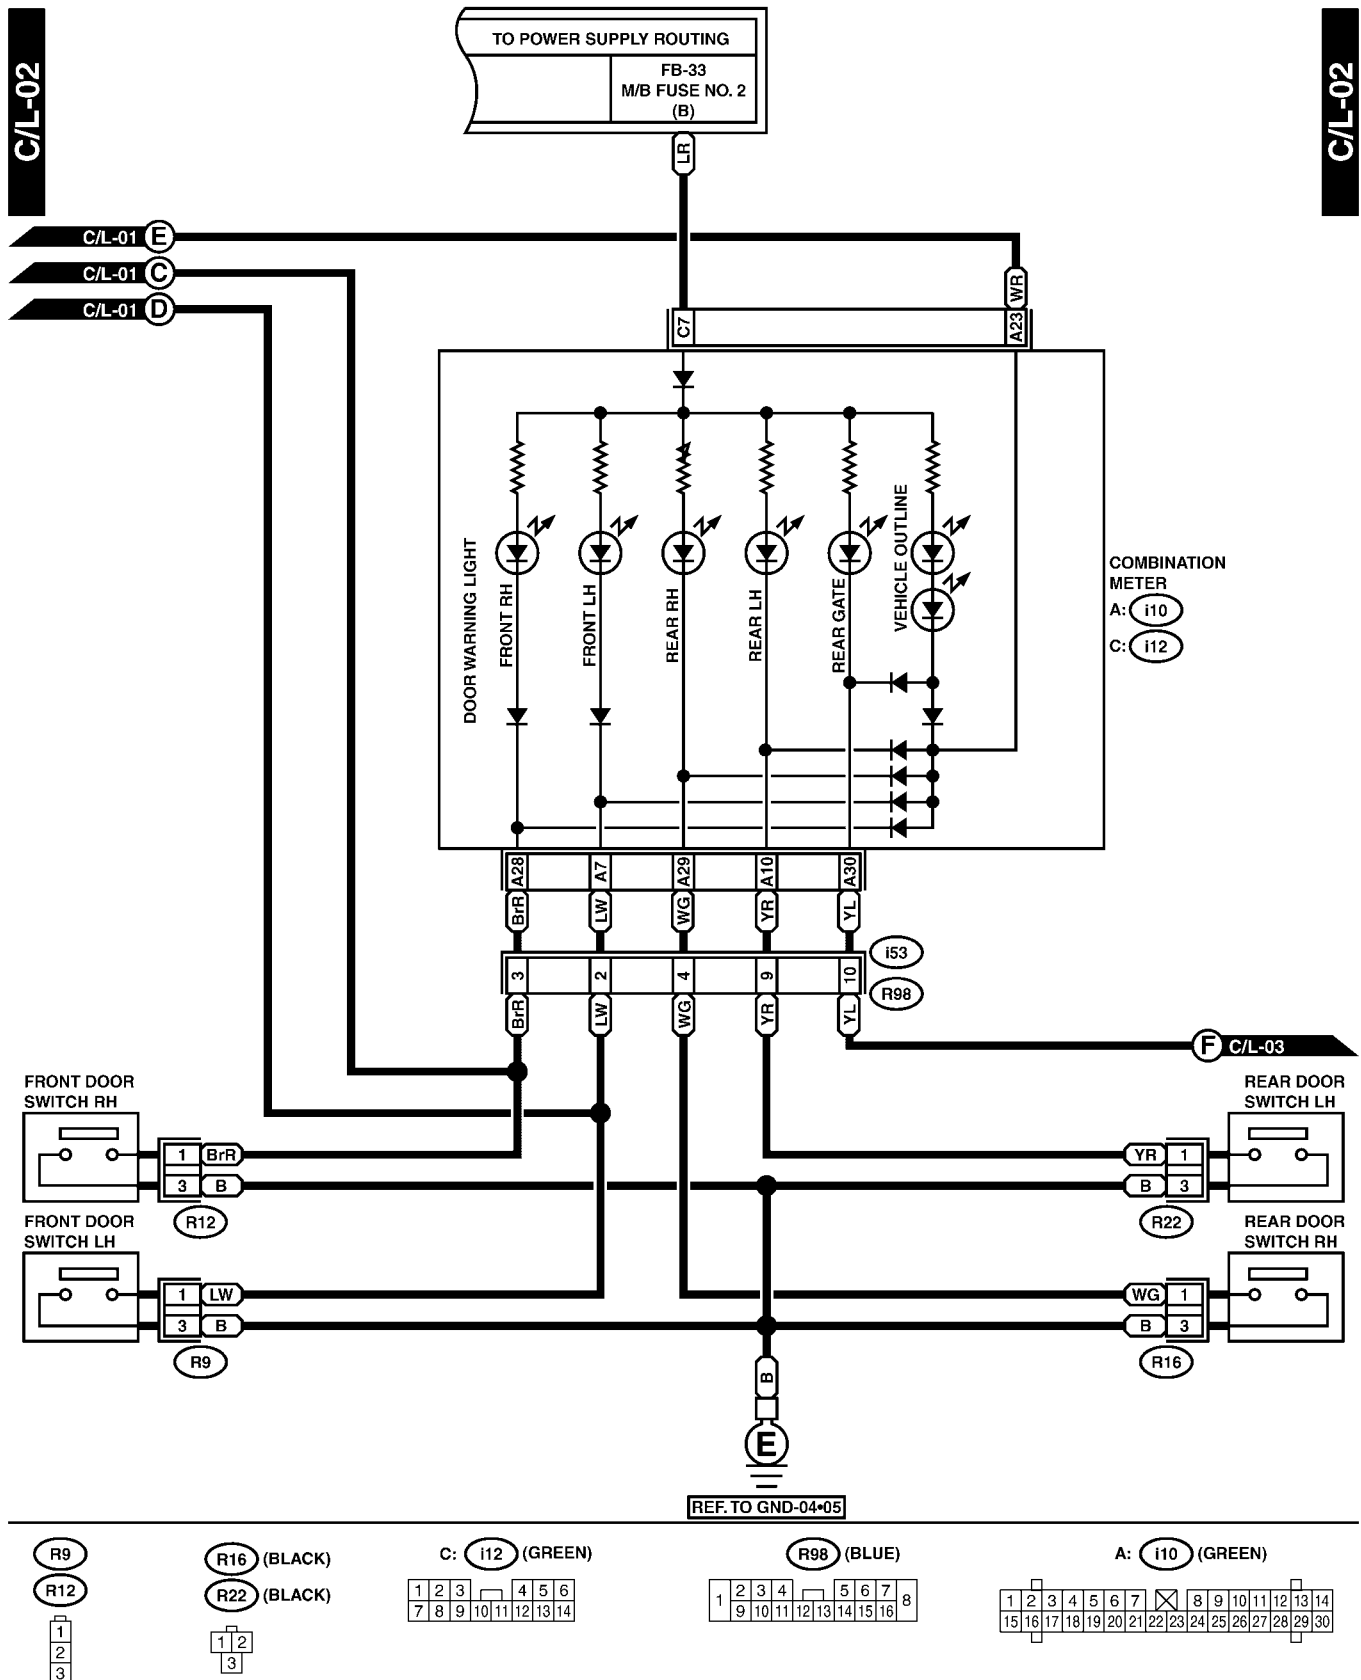 C/L-02
C/L-02
TO POWER SUPPLY ROUTING
FB-33
M/B FUSE NO. 2
(B)
LR
C/L-01 E
C/L-01 C
C/L-01 D
WR
C7
A23
DOOR WARNING LIGHT
FRONT RH
FRONT LH
REAR RH
REAR LH
REAR GATE
VEHICLE OUTLINE
COMBINATION
METER
A: i10
C: i12
A28 A7 A29 A10 A30
BrR LW WG YR YL
i53
3 2 4 9 10
R98
BrR LW WG YR YL
F C/L-03
FRONT DOOR
SWITCH RH
1 BrR
3 B
R12
REAR DOOR
SWITCH LH
YR 1
B 3
R22
FRONT DOOR
SWITCH LH
1 LW
3 B
R9
REAR DOOR
SWITCH RH
WG 1
B 3
R16
B
E
REF. TO GND-04•05
R9
R12
1
2
3
R16 (BLACK)
R22 (BLACK)
1 2
3
C: i12 (GREEN)
1 2 3 4 5 6
7 8 9 10 11 12 13 14
R98 (BLUE)
1 2 3 4 5 6 7 8
9 10 11 12 13 14 15 16
A: i10 (GREEN)
1 2 3 4 5 6 7 8 9 10 11 12 13 14
15 16 17 18 19 20 21 22 23 24 25 26 27 28 29 30